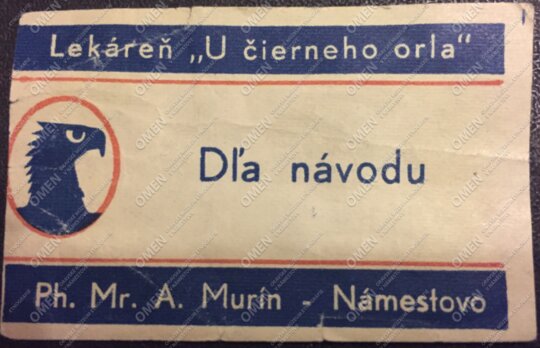 Lekáreň „U čierneho orla“
Dľa návodu
Ph. Mr. A. Murín - Námestovo